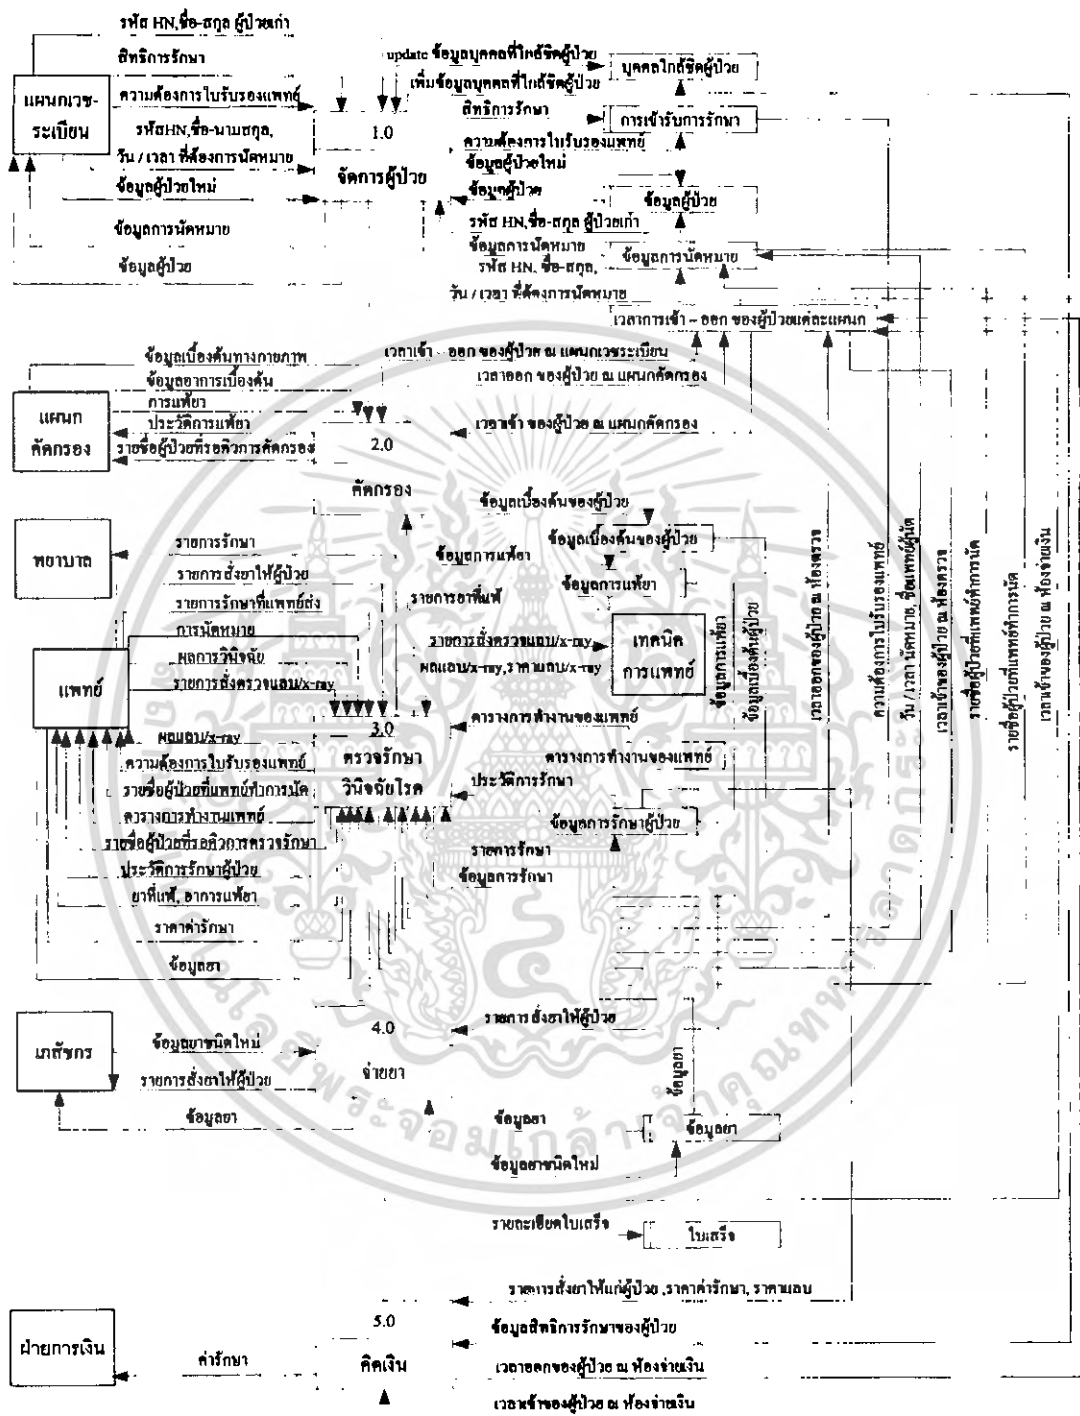 รหัส HN,ชื่อ-สกุล ผู้ป่วยเก่า
สิทธิการรักษา
แผนกเวช-
ระเบียน
ความต้องการใบรับรองแพทย์
รหัสHN,ชื่อ-นามสกุล,
วัน / เวลา ที่ต้องการนัดหมาย
ข้อมูลผู้ป่วยใหม่
ข้อมูลการนัดหมาย
ข้อมูลผู้ป่วย
1.0
จัดการผู้ป่วย
update ข้อมูลบุคคลที่ใกล้ชิดผู้ป่วย
เพิ่มข้อมูลบุคคลที่ใกล้ชิดผู้ป่วย
สิทธิการรักษา
ความต้องการใบรับรองแพทย์
ข้อมูลผู้ป่วยใหม่
ข้อมูลผู้ป่วย
รหัส HN,ชื่อ-สกุล ผู้ป่วยเก่า
ข้อมูลการนัดหมาย
รหัส HN, ชื่อ-สกุล,
วัน / เวลา ที่ต้องการนัดหมาย
บุคคลใกล้ชิดผู้ป่วย
การเข้ารับการรักษา
ข้อมูลผู้ป่วย
ข้อมูลการนัดหมาย
เวลาการเข้า – ออก ของผู้ป่วยแต่ละแผนก
ข้อมูลเบื้องต้นทางกายภาพ
ข้อมูลอาการเบื้องต้น
การแพ้ยา
ประวัติการแพ้ยา
รายชื่อผู้ป่วยที่รอคิวการคัดกรอง
แผนก
คัดกรอง
2.0
คัดกรอง
เวลาเข้า – ออก ของผู้ป่วย ณ แผนกเวชระเบียน
เวลาออก ของผู้ป่วย ณ แผนกคัดกรอง
เวลาเข้า ของผู้ป่วย ณ แผนกคัดกรอง
ข้อมูลเบื้องต้นของผู้ป่วย
ข้อมูลเบื้องต้นของผู้ป่วย
ข้อมูลการแพ้ยา
ข้อมูลการแพ้ยา
รายการยาที่แพ้
พยาบาล
รายการรักษา
รายการสั่งยาให้ผู้ป่วย
รายการรักษาที่แพทย์สั่ง
การนัดหมาย
ผลการวินิจฉัย
รายการสั่งตรวจแลบ/x-ray
แพทย์
รายการสั่งตรวจแลบ/x-ray
ผลแลบ/x-ray,ราคาแลบ/x-ray
เทคนิค
การแพทย์
3.0
ตรวจรักษา
วินิจฉัยโรค
ผลแลบ/x-ray
ความต้องการใบรับรองแพทย์
รายชื่อผู้ป่วยที่แพทย์ทำการนัด
ตารางการทำงานแพทย์
รายชื่อผู้ป่วยที่รอคิวการตรวจรักษา
ประวัติการรักษาผู้ป่วย
ยาที่แพ้, อาการแพ้ยา
ราคาค่ารักษา
ข้อมูลยา
ตารางการทำงานของแพทย์
ตารางการทำงานของแพทย์
ประวัติการรักษา
ข้อมูลการรักษาผู้ป่วย
รายการรักษา
ข้อมูลการรักษา
ข้อมูลการแพ้ยา
ข้อมูลเบื้องต้นผู้ป่วย
เวลาออกของผู้ป่วย ณ ห้องตรวจ
ความต้องการใบรับรองแพทย์
วัน / เวลา นัดหมาย, ชื่อแพทย์ผู้นัด
เวลาเข้าของผู้ป่วย ณ ห้องตรวจ
รายชื่อผู้ป่วยที่แพทย์ทำการนัด
รายชื่อผู้ป่วยที่แพทย์ทำการนัด
เวลาเข้าของผู้ป่วย ณ ห้องจ่ายเงิน
เภสัชกร
ข้อมูลยาชนิดใหม่
รายการสั่งยาให้ผู้ป่วย
ข้อมูลยา
4.0
จ่ายยา
รายการสั่งยาให้ผู้ป่วย
ข้อมูลยา
ข้อมูลยา
ข้อมูลยา
ข้อมูลยาชนิดใหม่
รายละเอียดใบเสร็จ
ใบเสร็จ
รายการสั่งยาให้แก่ผู้ป่วย ,ราคาค่ารักษา, ราคาแลบ
ฝ่ายการเงิน
ค่ารักษา
5.0
คิดเงิน
ข้อมูลสิทธิการรักษาของผู้ป่วย
เวลาออกของผู้ป่วย ณ ห้องจ่ายเงิน
เวลาเข้าของผู้ป่วย ณ ห้องจ่ายเงิน